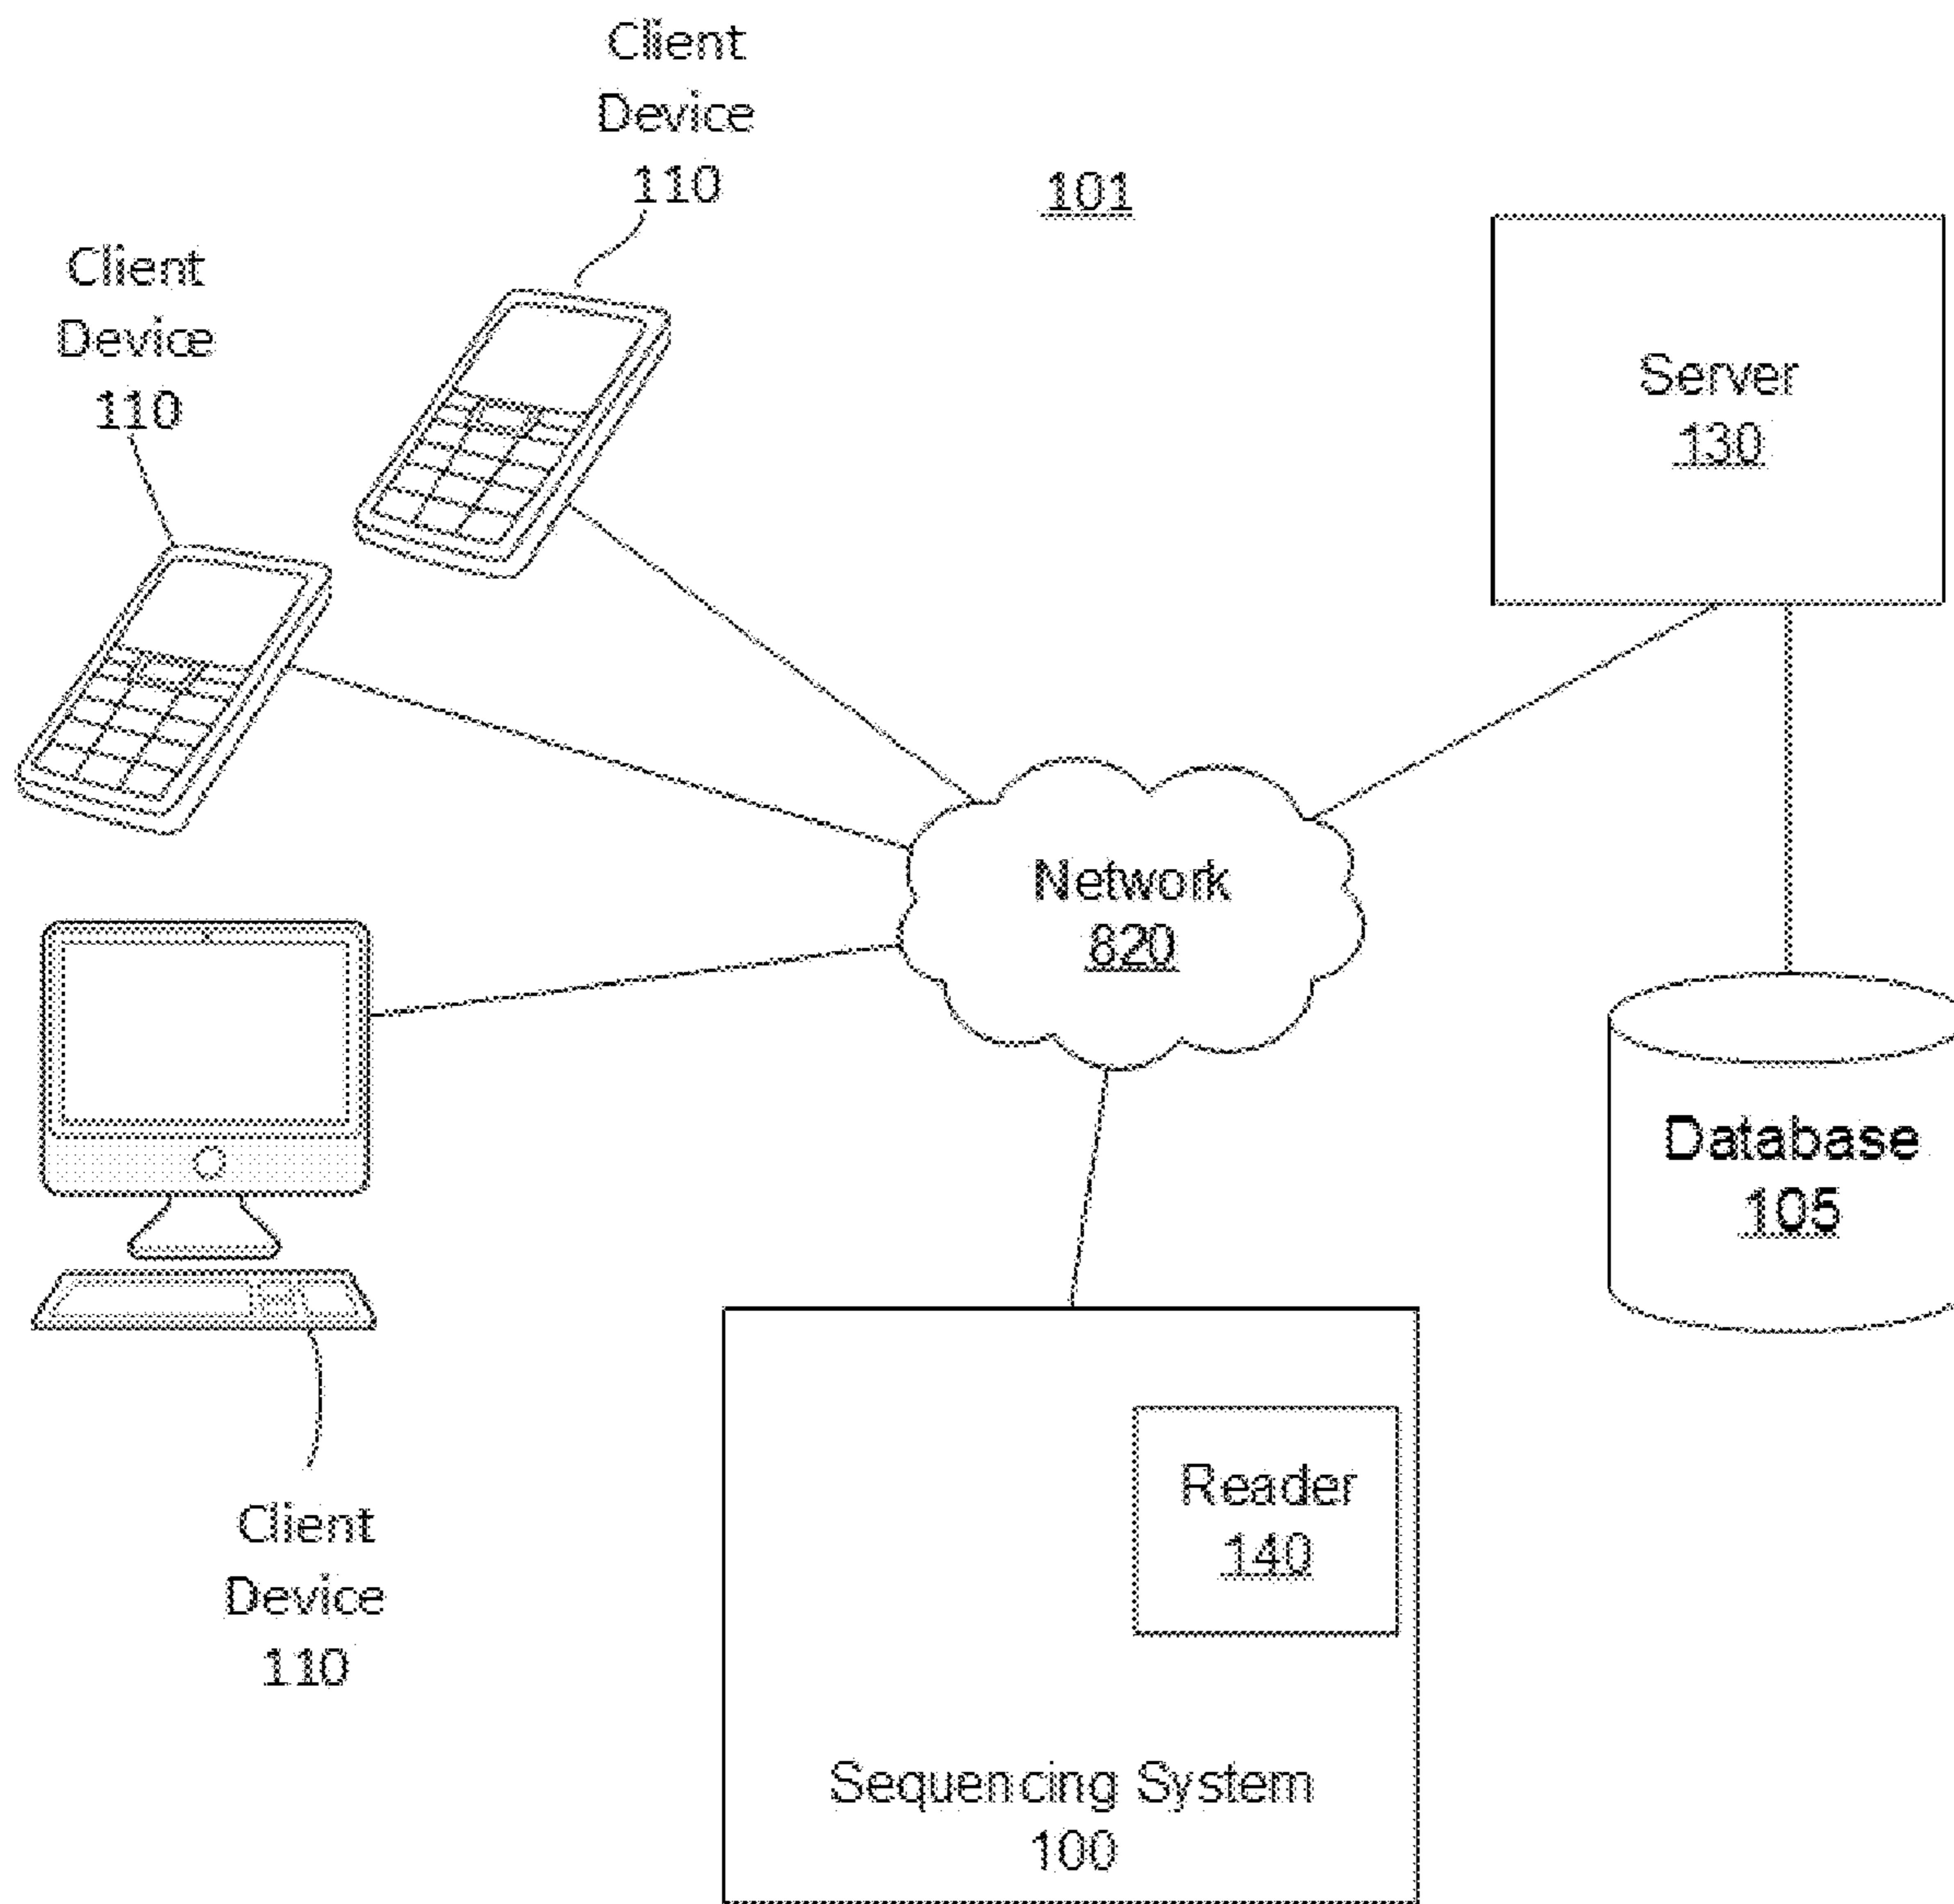 Client
Device
110
101
Client
Device
110
Server
130
Network
620
Database
105
Reader
140
Client
Device
110
Sequencing System
100